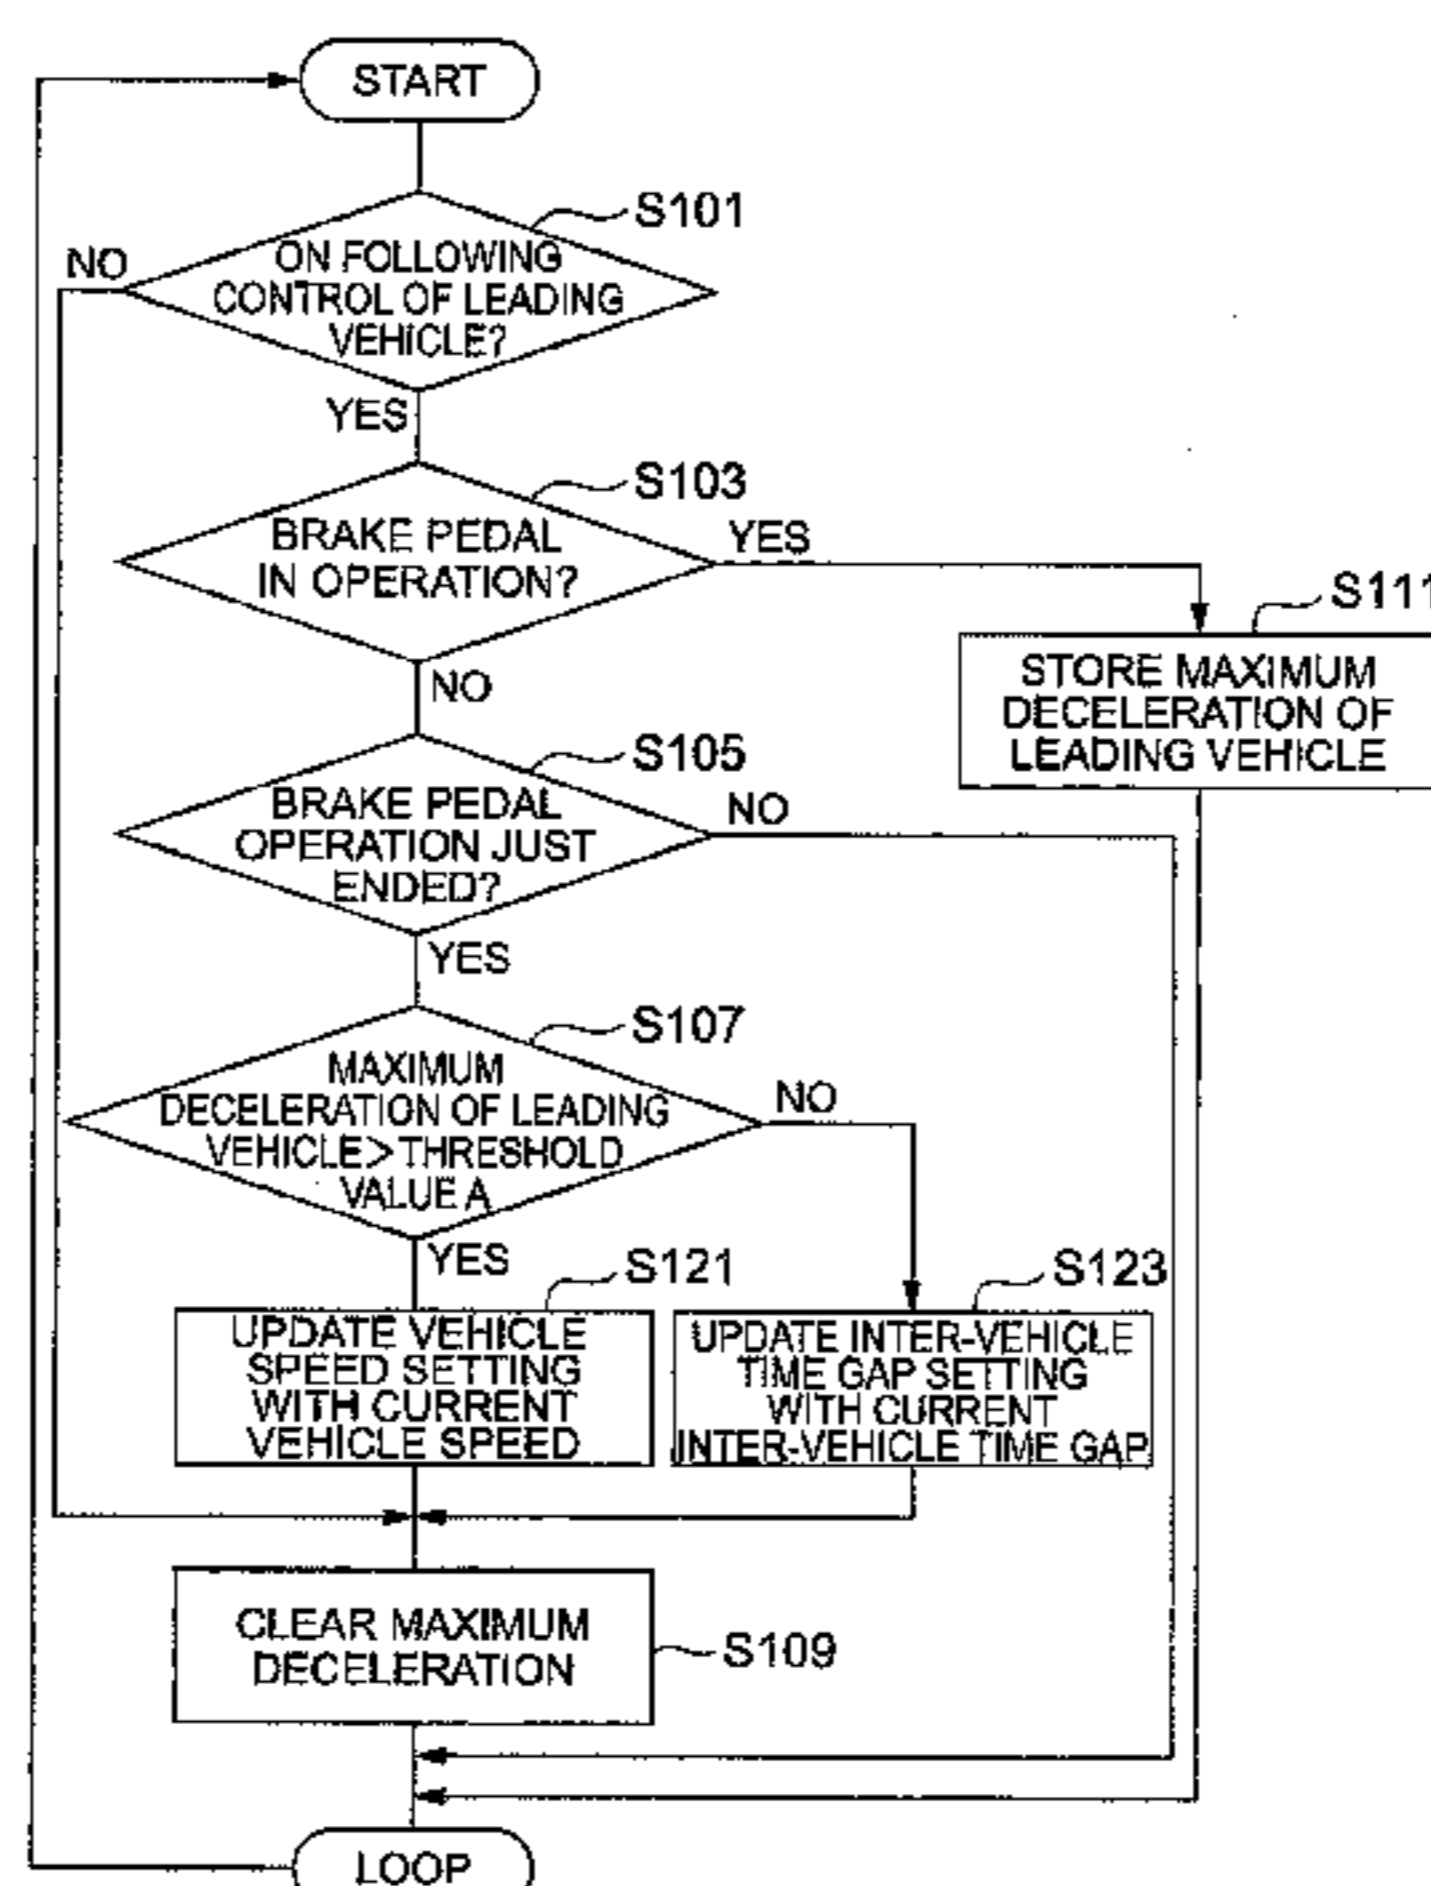 START
S101
NO
ON FOLLOWING
CONTROL OF LEADING
VEHICLE?
YES
S103
BRAKE PEDAL
IN OPERATION?
YES
S111
STORE MAXIMUM
DECELERATION OF
LEADING VEHICLE
NO
S105
BRAKE PEDAL
OPERATION JUST
ENDED?
NO
YES
S107
MAXIMUM
DECELERATION OF LEADING
VEHICLE>THRESHOLD
VALUE A
NO
YES
S121
UPDATE VEHICLE
SPEED SETTING
WITH CURRENT
VEHICLE SPEED
S123
UPDATE INTER-VEHICLE
TIME GAP SETTING
WITH CURRENT
INTER-VEHICLE TIME GAP
CLEAR MAXIMUM
DECELERATION
S109
LOOP